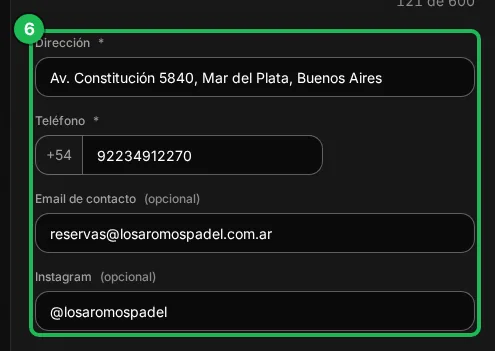 121 de 600
6
Dirección *
Av. Constitución 5840, Mar del Plata, Buenos Aires
Teléfono *
+54 92234912270
Email de contacto (opcional)
reservas@losaromospadel.com.ar
Instagram (opcional)
@losaromospadel